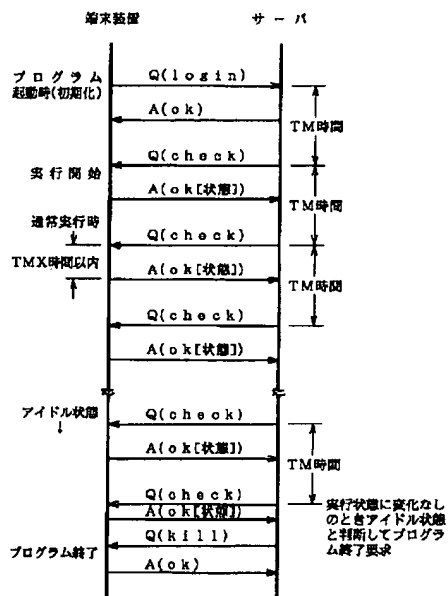 端末装置
サーバ
プログラム
起動時(初期化)
Q(login)
A(ok)
TM時間
Q(check)
実行開始
A(ok[状態])
TM時間
通常実行時
Q(check)
TMX時間以内
A(ok[状態])
TM時間
Q(check)
A(ok[状態])
アイドル状態
↓
Q(check)
A(ok[状態])
TM時間
Q(check)
A(ok[状態])
実行状態に変化なし
のときアイドル状態
と判断してプログラ
ム終了要求
Q(kill)
プログラム終了
A(ok)